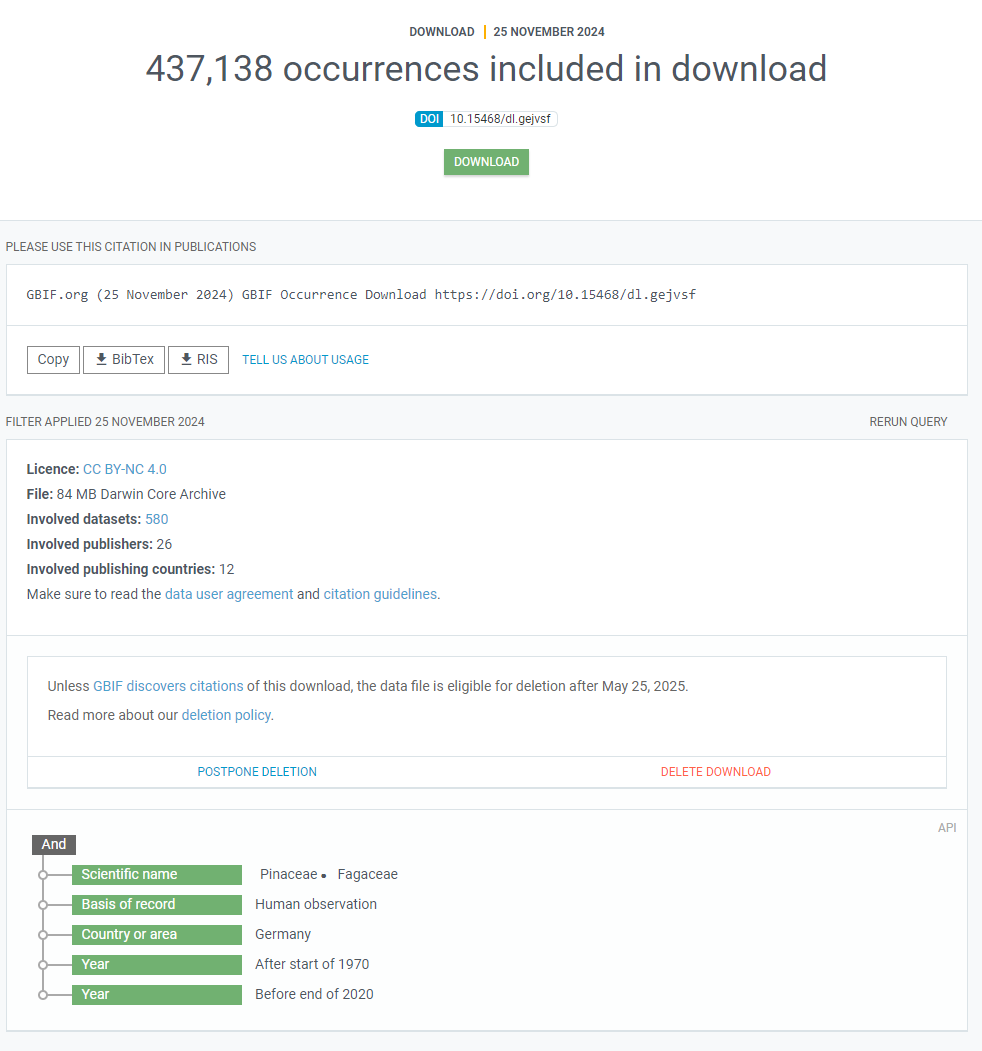 DOWNLOAD | 25 NOVEMBER 2024
437,138 occurrences included in download
DOI 10.15468/dl.gejvsf
DOWNLOAD
PLEASE USE THIS CITATION IN PUBLICATIONS
GBIF.org (25 November 2024) GBIF Occurrence Download https://doi.org/10.15468/dl.gejvsf
Copy BibTex RIS TELL US ABOUT USAGE
FILTER APPLIED 25 NOVEMBER 2024 RERUN QUERY
Licence: CC BY-NC 4.0
File: 84 MB Darwin Core Archive
Involved datasets: 580
Involved publishers: 26
Involved publishing countries: 12
Make sure to read the data user agreement and citation guidelines.
Unless GBIF discovers citations of this download, the data file is eligible for deletion after May 25, 2025.
Read more about our deletion policy.
POSTPONE DELETION DELETE DOWNLOAD
API
And
Scientific name Pinaceae • Fagaceae
Basis of record Human observation
Country or area Germany
Year After start of 1970
Year Before end of 2020